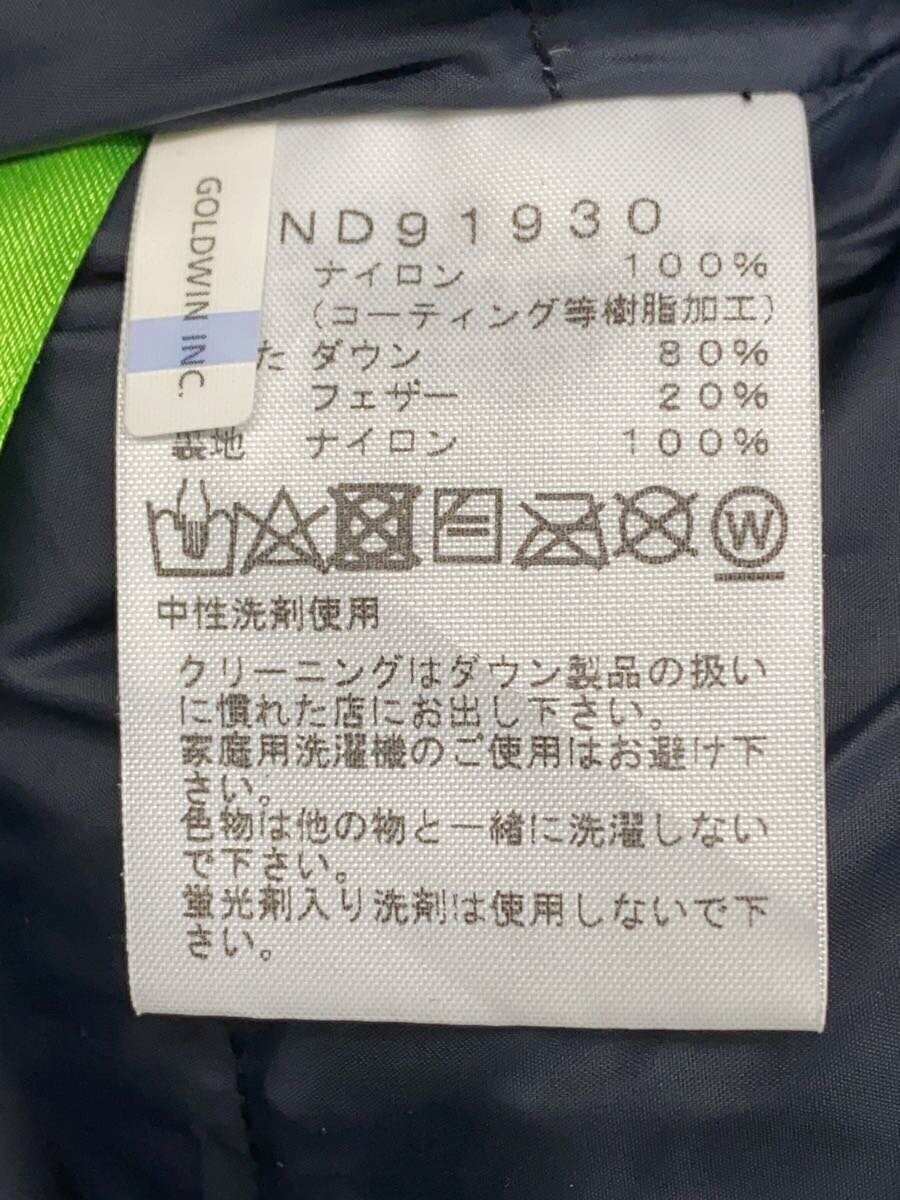 GOLDWIN INC.
ND91930
ナイロン 100%
(コーティング等樹脂加工)
た ダウン 80%
フェザー 20%
裏地 ナイロン 100%
W
中性洗剤使用
クリーニングはダウン製品の扱い
に慣れた店にお出し下さい。
家庭用洗濯機のご使用はお避け下
さい。
色物は他の物と一緒に洗濯しない
で下さい。
蛍光剤入り洗剤は使用しないで下
さい。